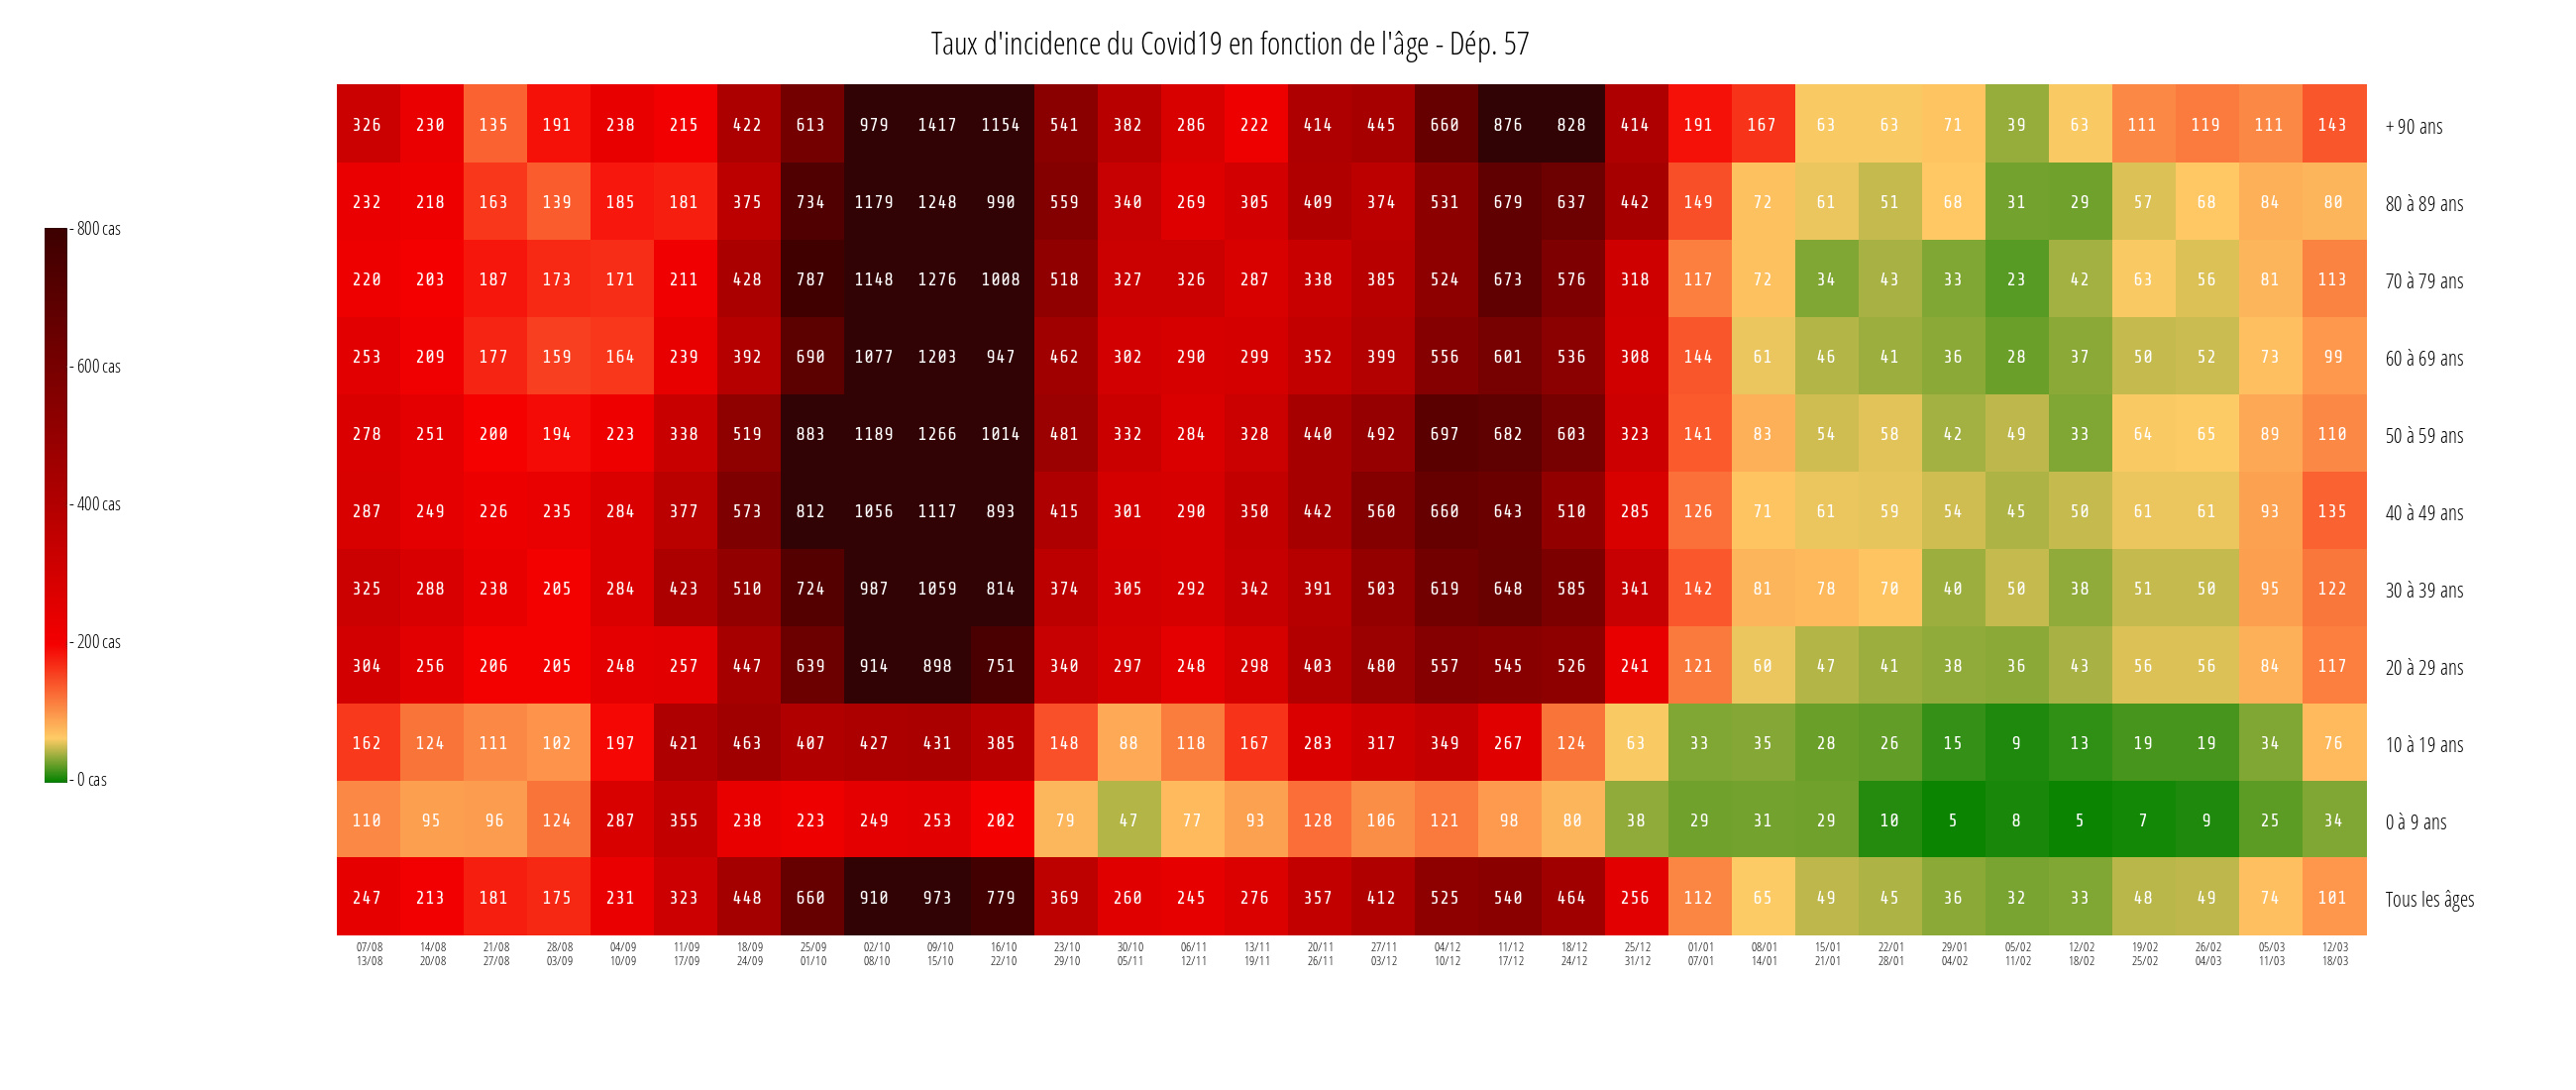 Taux d'incidence du Covid19 en fonction de l'âge - Dép. 57
326 230 135 191 238 215 422 613 979 1417 1154 541 382 286 222 414 445 660 876 828 414 191 167 63 63 71 39 63 111 119 111 143 + 90 ans
232 218 163 139 185 181 375 734 1179 1248 990 559 340 269 305 409 374 531 679 637 442 149 72 61 51 68 31 29 57 68 84 80 80 à 89 ans
- 800 cas
220 203 187 173 171 211 428 787 1148 1276 1008 518 327 326 287 338 385 524 673 576 318 117 72 34 43 33 23 42 63 56 81 113 70 à 79 ans
253 209 177 159 164 239 392 690 1077 1203 947 462 302 290 299 352 399 556 601 536 308 144 61 46 41 36 28 37 50 52 73 99 60 à 69 ans
- 600 cas
278 251 200 194 223 338 519 883 1189 1266 1014 481 332 284 328 440 492 697 682 603 323 141 83 54 58 42 49 33 64 65 89 110 50 à 59 ans
- 400 cas
287 249 226 235 284 377 573 812 1056 1117 893 415 301 290 350 442 560 660 643 510 285 126 71 61 59 54 45 50 61 61 93 135 40 à 49 ans
325 288 238 205 284 423 510 724 987 1059 814 374 305 292 342 391 503 619 648 585 341 142 81 78 70 40 50 38 51 50 95 122 30 à 39 ans
- 200 cas
304 256 206 205 248 257 447 639 914 898 751 340 297 248 298 403 480 557 545 526 241 121 60 47 41 38 36 43 56 56 84 117 20 à 29 ans
162 124 111 102 197 421 463 407 427 431 385 148 88 118 167 283 317 349 267 124 63 33 35 28 26 15 9 13 19 19 34 76 10 à 19 ans
- 0 cas
110 95 96 124 287 355 238 223 249 253 202 79 47 77 93 128 106 121 98 80 38 29 31 29 10 5 8 5 7 9 25 34 0 à 9 ans
247 213 181 175 231 323 448 660 910 973 779 369 260 245 276 357 412 525 540 464 256 112 65 49 45 36 32 33 48 49 74 101 Tous les âges
07/08 14/08 21/08 28/08 04/09 11/09 18/09 25/09 02/10 09/10 16/10 23/10 30/10 06/11 13/11 20/11 27/11 04/12 11/12 18/12 25/12 01/01 08/01 15/01 22/01 29/01 05/02 12/02 19/02 26/02 05/03 12/03
13/08 20/08 27/08 03/09 10/09 17/09 24/09 01/10 08/10 15/10 22/10 29/10 05/11 12/11 19/11 26/11 03/12 10/12 17/12 24/12 31/12 07/01 14/01 21/01 28/01 04/02 11/02 18/02 25/02 04/03 11/03 18/03